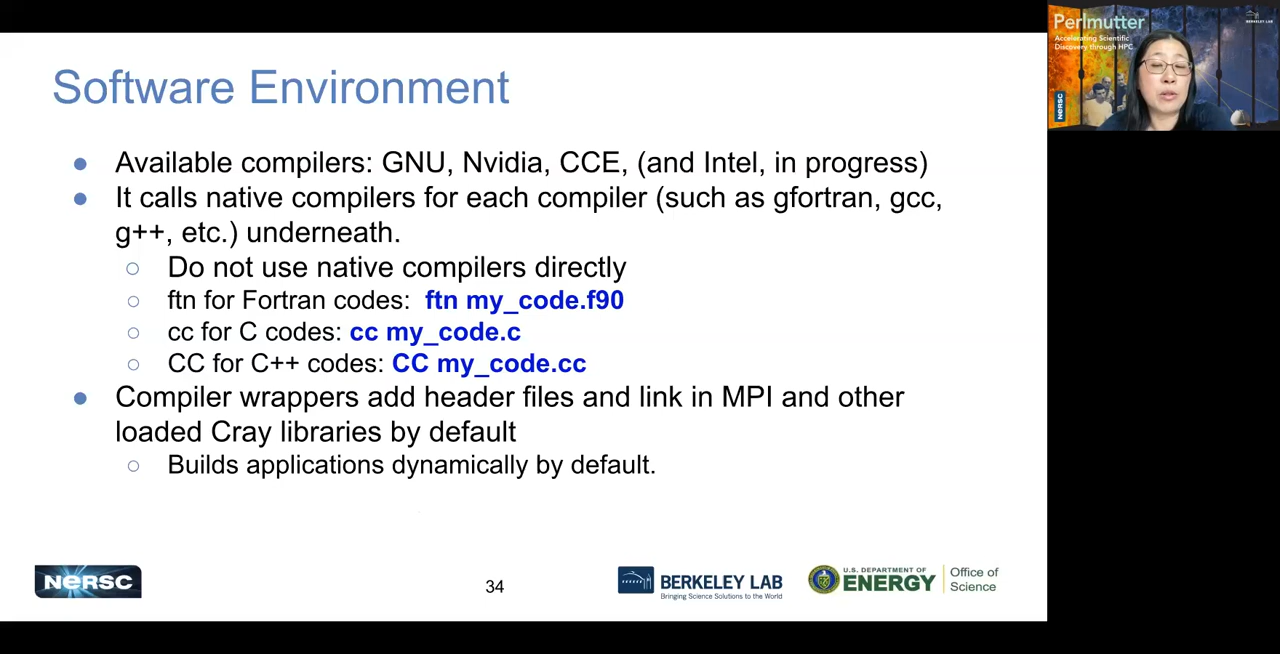 Software Environment
● Available compilers: GNU, Nvidia, CCE, (and Intel, in progress)
● It calls native compilers for each compiler (such as gfortran, gcc,
g++, etc.) underneath.
○ Do not use native compilers directly
○ ftn for Fortran codes: ftn my_code.f90
○ cc for C codes: cc my_code.c
○ CC for C++ codes: CC my_code.cc
● Compiler wrappers add header files and link in MPI and other
loaded Cray libraries by default
○ Builds applications dynamically by default.
NERSC
34
BERKELEY LAB
Bringing Science Solutions to the World
U.S. DEPARTMENT OF
ENERGY
Office of
Science
Perlmutter
Accelerating Scientific
Discovery through HPC
NERSC
BERKELEY LAB